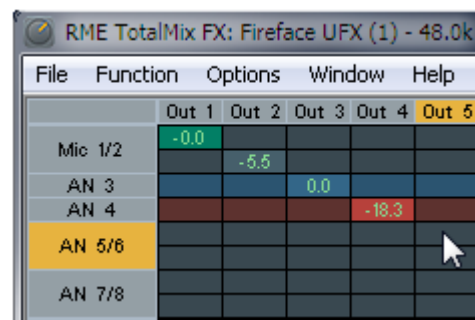 RME TotalMix FX: Fireface UFX (1) - 48.0k
File Function Options Window Help
Out 1 Out 2 Out 3 Out 4 Out 5
Mic 1/2 -0.0
-5.5
AN 3 0.0
AN 4 -18.3
AN 5/6
AN 7/8